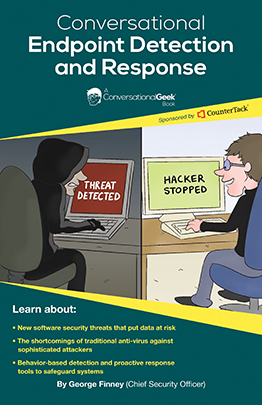 Conversational
Endpoint Detection
and Response
A
ConversationalGeek
Book
Sponsored by CounterTack
THREAT
DETECTED
HACKER
STOPPED
Learn about:
• New software security threats that put data at risk
• The shortcomings of traditional anti-virus against
sophisticated attackers
• Behavior-based detection and proactive response
tools to safeguard systems
By George Finney (Chief Security Officer)